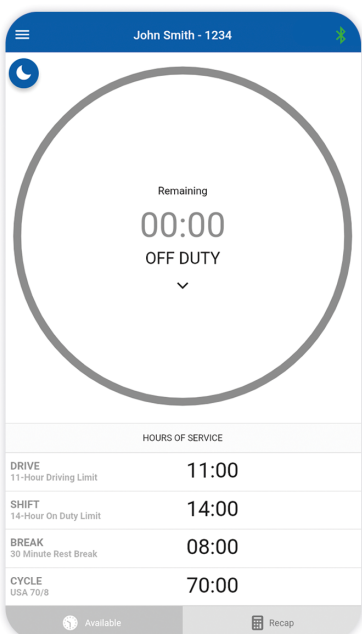 John Smith - 1234
Remaining
00:00
OFF DUTY
HOURS OF SERVICE
DRIVE
11-Hour Driving Limit
11:00
SHIFT
14-Hour On Duty Limit
14:00
BREAK
30 Minute Rest Break
08:00
CYCLE
USA 70/8
70:00
Available
Recap